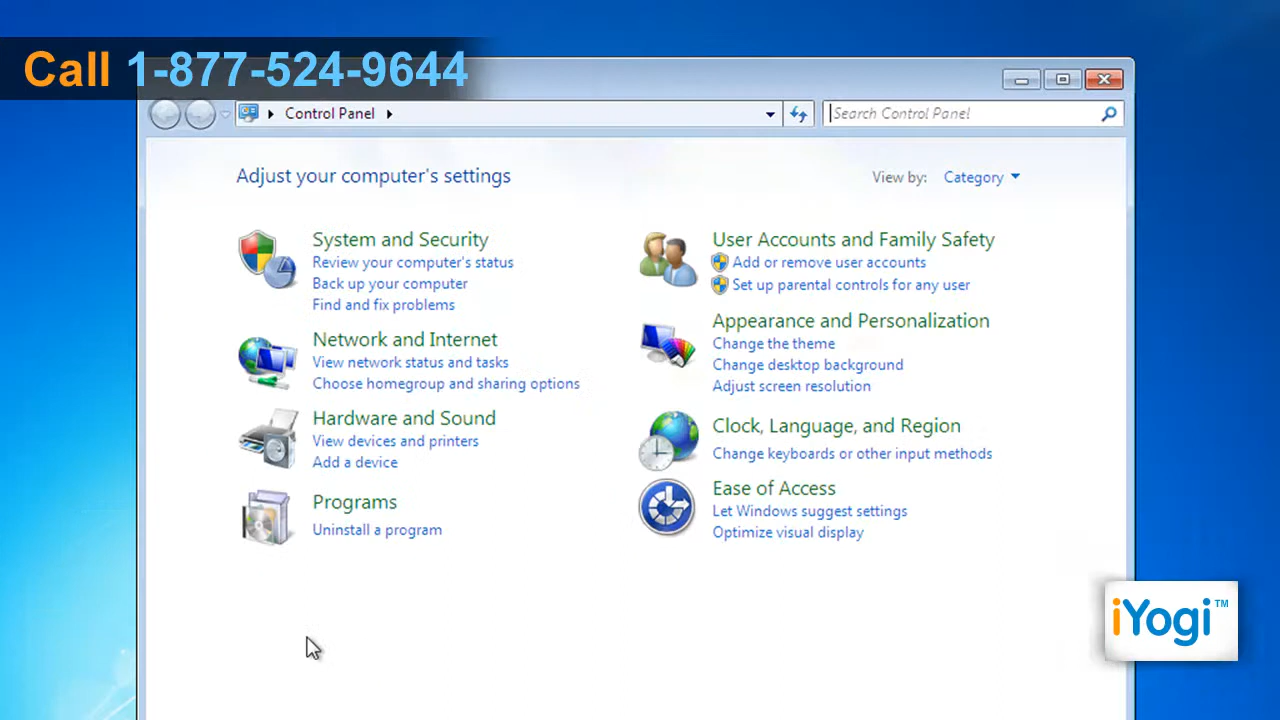 Call 1-877-524-9644
Control Panel
Search Control Panel
Adjust your computer's settings
View by: Category
System and Security
Review your computer's status
Back up your computer
Find and fix problems
Network and Internet
View network status and tasks
Choose homegroup and sharing options
Hardware and Sound
View devices and printers
Add a device
Programs
Uninstall a program
User Accounts and Family Safety
Add or remove user accounts
Set up parental controls for any user
Appearance and Personalization
Change the theme
Change desktop background
Adjust screen resolution
Clock, Language, and Region
Change keyboards or other input methods
Ease of Access
Let Windows suggest settings
Optimize visual display
iYogi™